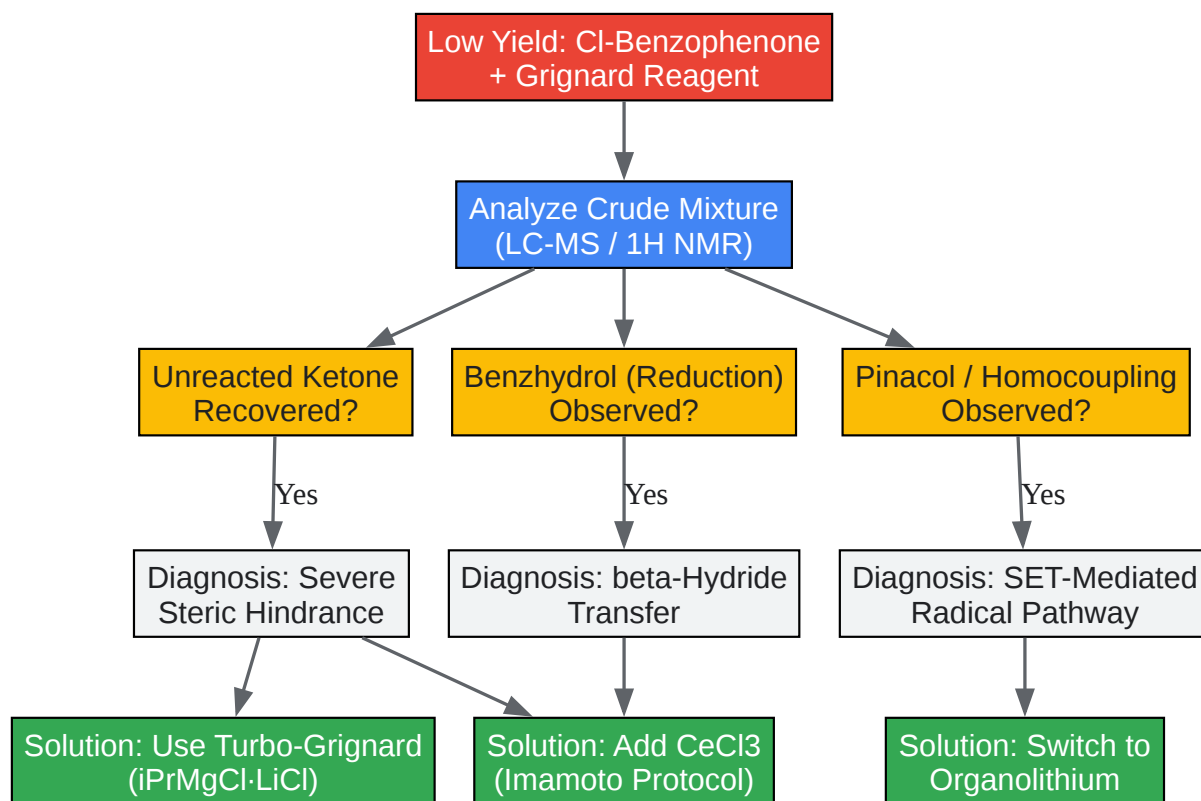 Low Yield: Cl-Benzophenone
+ Grignard Reagent
Analyze Crude Mixture
(LC-MS / 1H NMR)
Unreacted Ketone
Recovered?
Benzhydrol (Reduction)
Observed?
Pinacol / Homocoupling
Observed?
Yes
Yes
Yes
Diagnosis: Severe
Steric Hindrance
Diagnosis: beta-Hydride
Transfer
Diagnosis: SET-Mediated
Radical Pathway
Solution: Use Turbo-Grignard
(iPrMgCl·LiCl)
Solution: Add CeCl3
(Imamoto Protocol)
Solution: Switch to
Organolithium